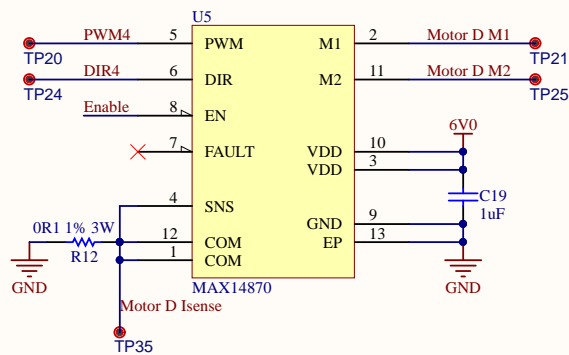 U5
PWM4 5 PWM M1 2 Motor D M1
TP20 TP21
DIR4 6 DIR M2 11 Motor D M2
TP24 TP25
Enable 8 EN
6V0
7 FAULT VDD 10
VDD 3
C19
4 SNS 1uF
0R1 1% 3W GND 9
12 COM EP 13
R12 1 COM
GND MAX14870 GND
Motor D Isense
TP35